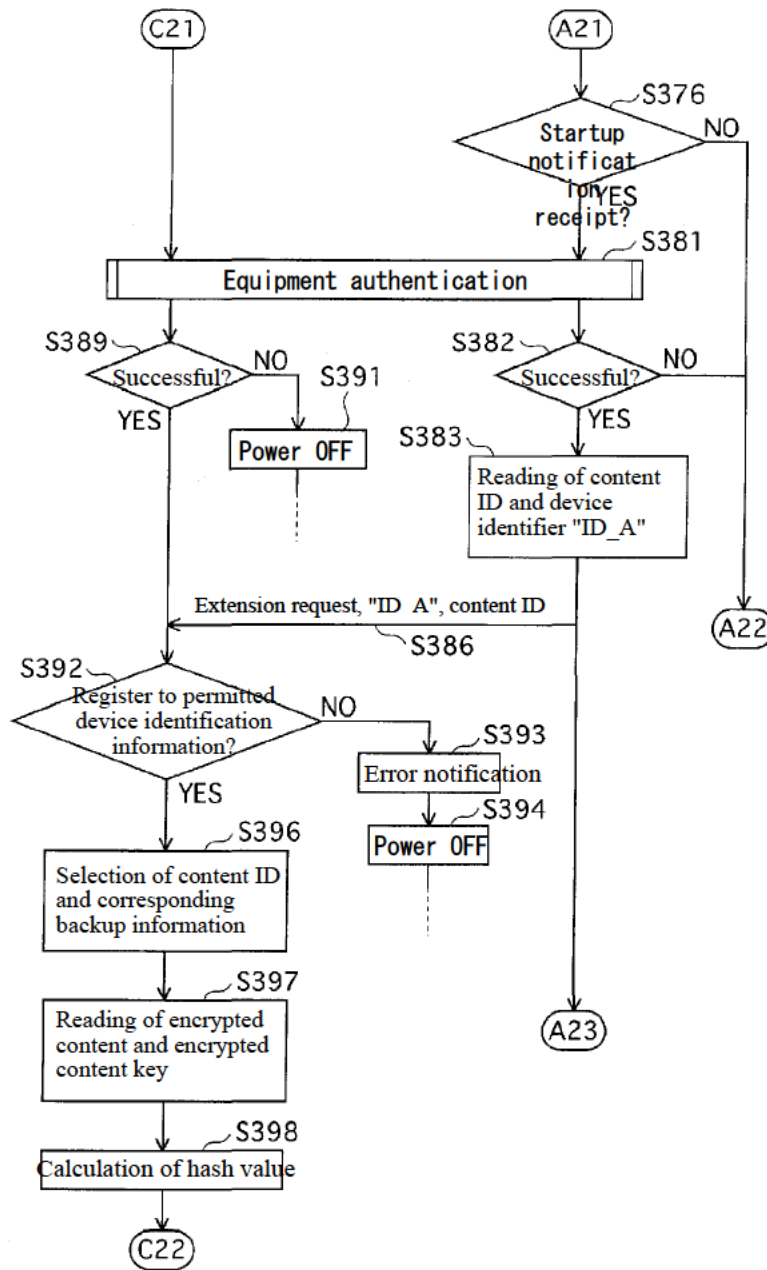 C21
A21
S376
Startup
notificat
ion
receipt?
NO
YES
S381
Equipment authentication
S389
Successful?
NO
YES
S391
Power OFF
S382
Successful?
NO
YES
S383
Reading of content
ID and device
identifier "ID_A"
Extension request, "ID A", content ID
S386
A22
S392
Register to permitted
device identification
information?
NO
YES
S393
Error notification
S394
Power OFF
S396
Selection of content ID
and corresponding
backup information
S397
Reading of encrypted
content and encrypted
content key
A23
S398
Calculation of hash value
C22